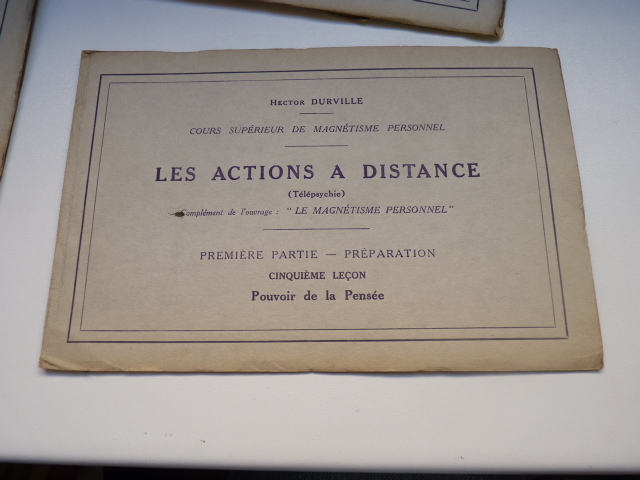 Hector DURVILLE
COURS SUPÉRIEUR DE MAGNÉTISME PERSONNEL
LES ACTIONS A DISTANCE
(Télépsychie)
Complément de l'ouvrage : " LE MAGNÉTISME PERSONNEL"
PREMIÈRE PARTIE — PRÉPARATION
CINQUIÈME LEÇON
Pouvoir de la Pensée